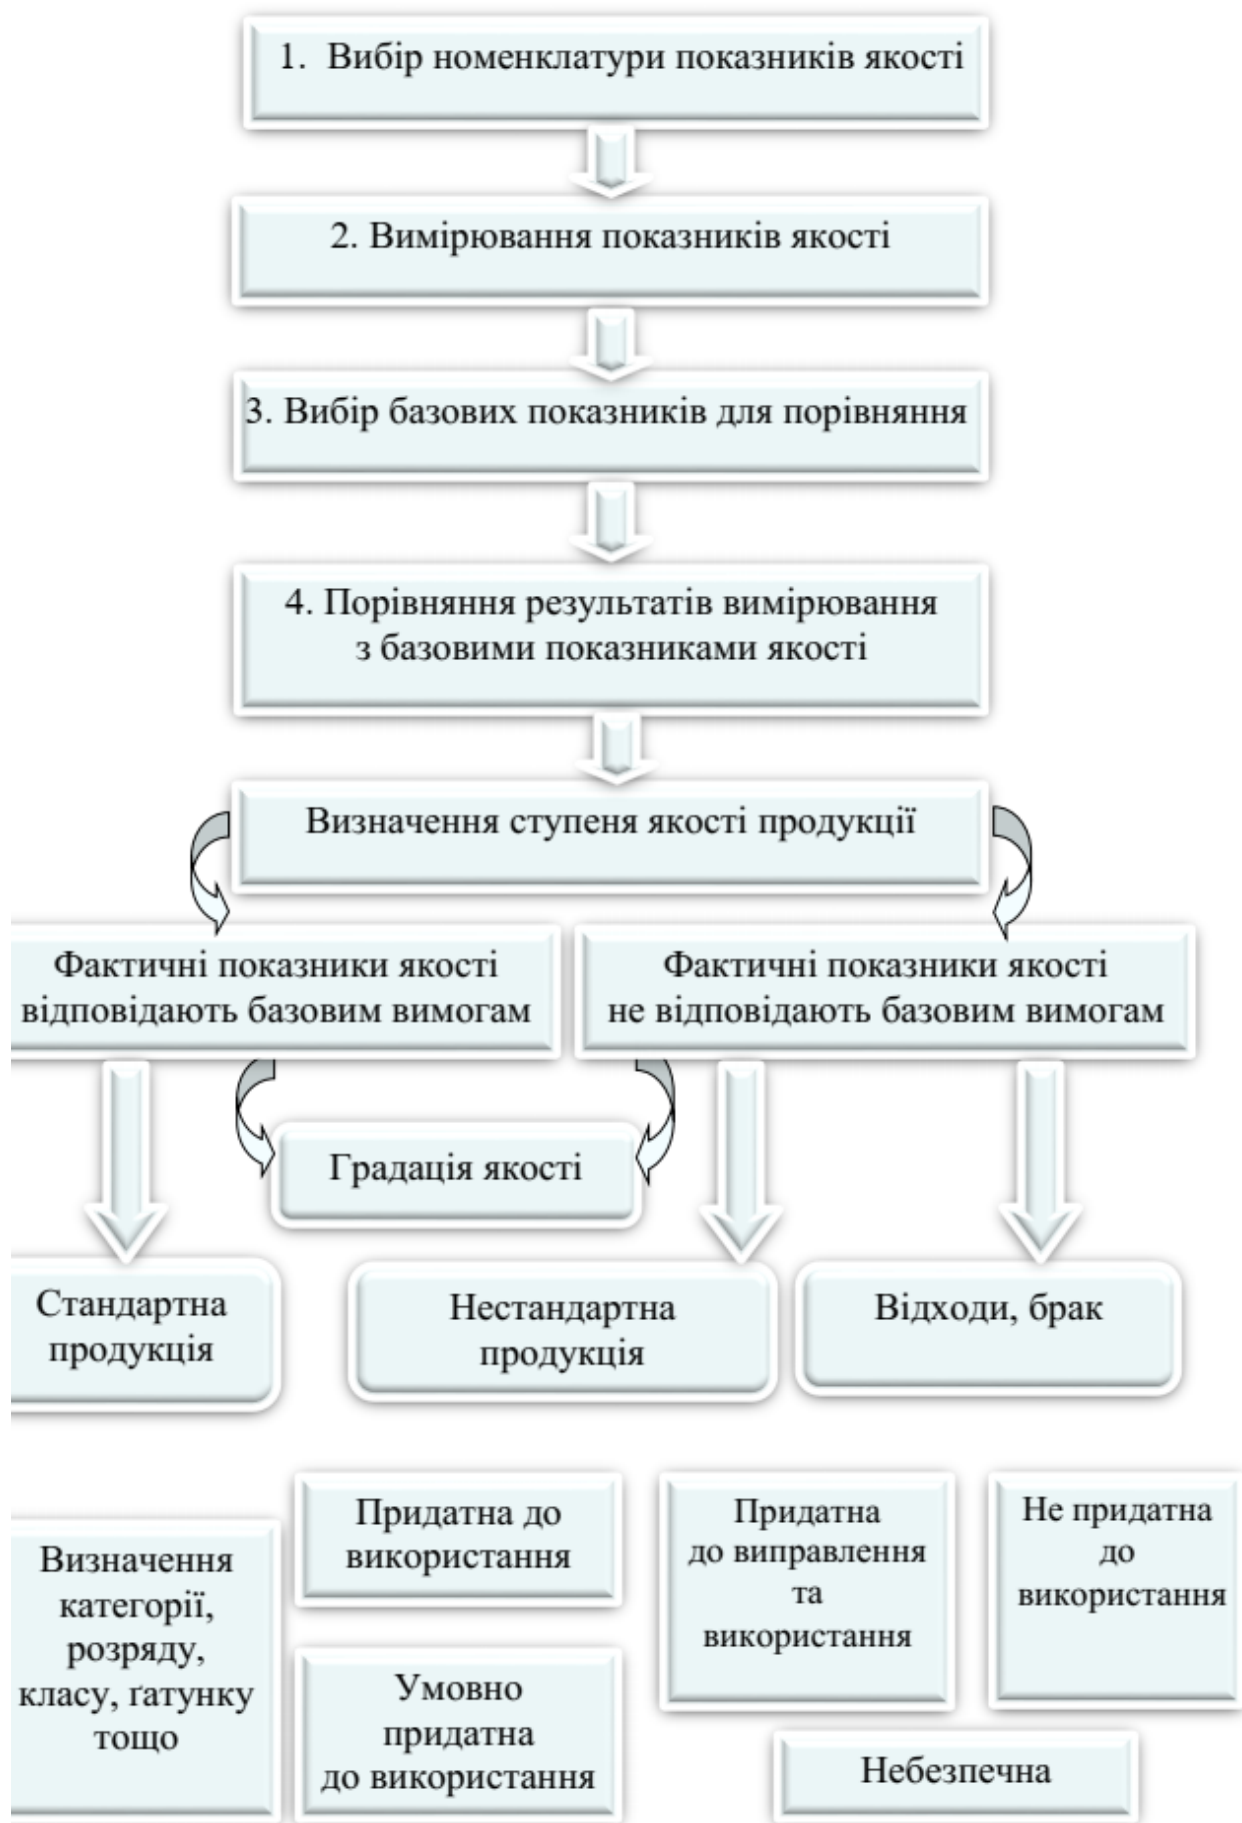 1. Вибір номенклатури показників якості
2. Вимірювання показників якості
3. Вибір базових показників для порівняння
4. Порівняння результатів вимірювання
з базовими показниками якості
Визначення ступеня якості продукції
Фактичні показники якості
відповідають базовим вимогам
Фактичні показники якості
не відповідають базовим вимогам
Градація якості
Стандартна
продукція
Нестандартна
продукція
Відходи, брак
Визначення
категорії,
розряду,
класу, ґатунку
тощо
Придатна до
використання
Умовно
придатна
до використання
Придатна
до виправлення
та
використання
Не придатна
до
використання
Небезпечна